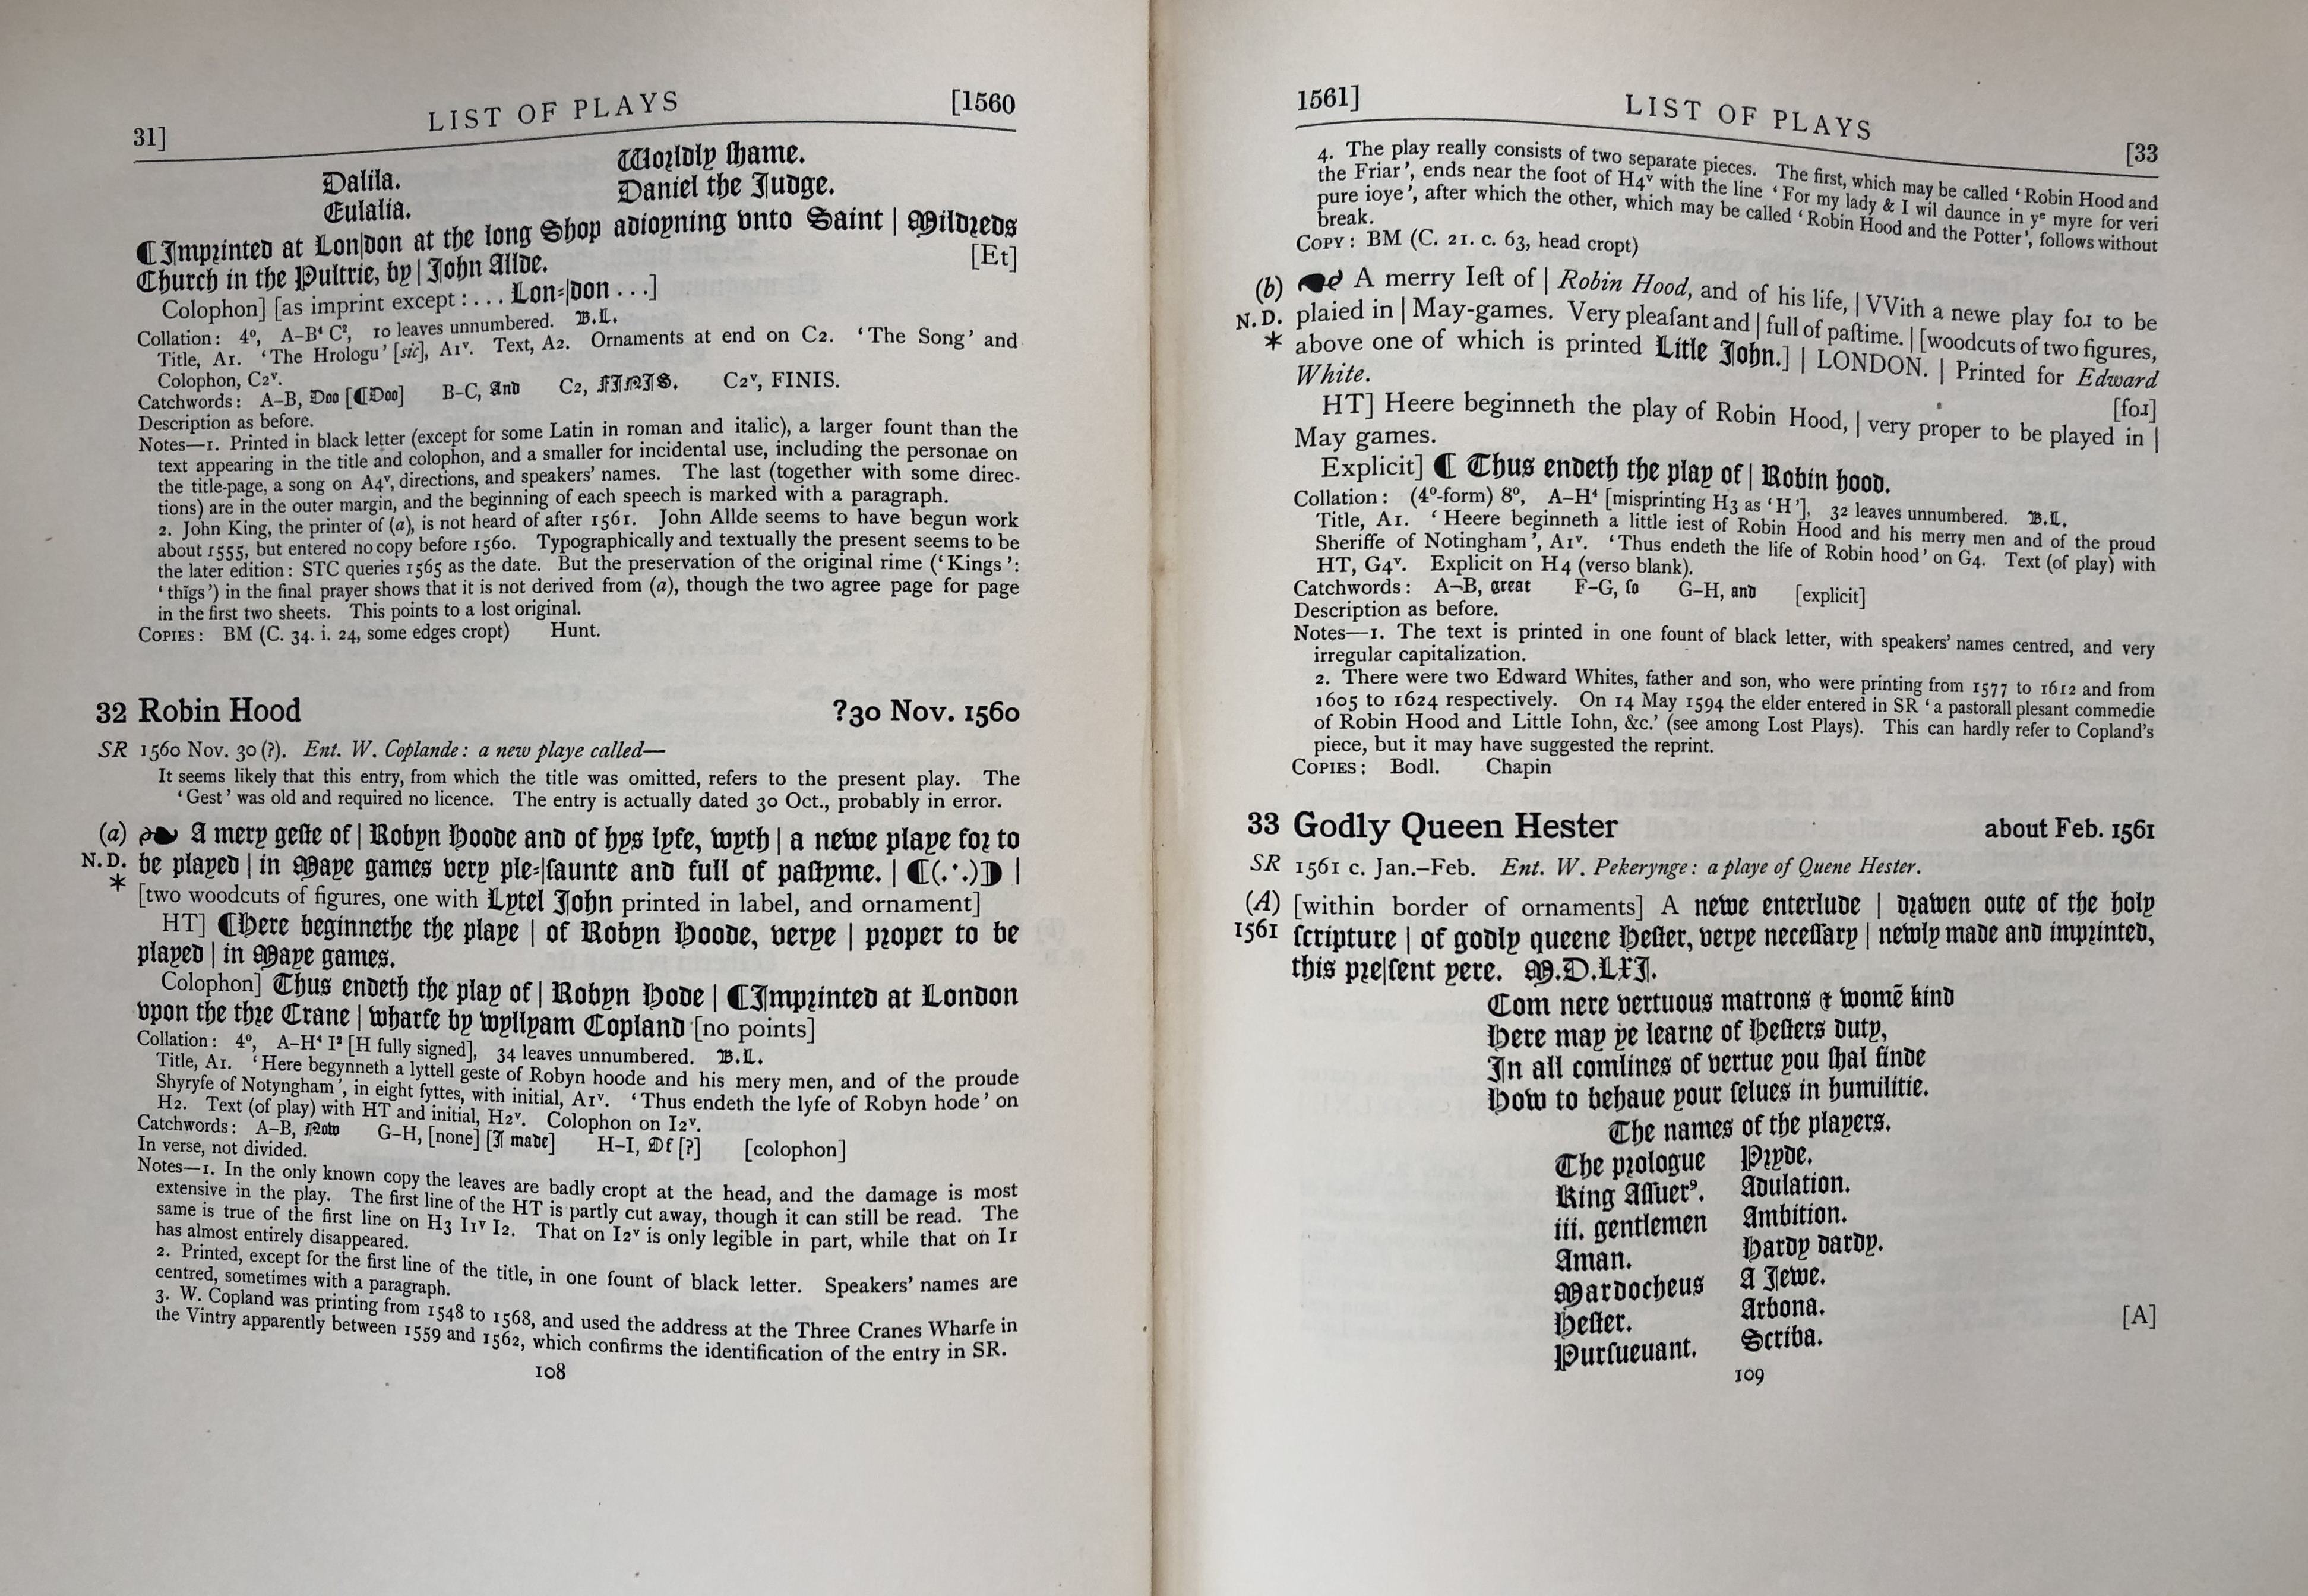 31] LIST OF PLAYS [1560
Dalila. Worldly ſhame.
Eulalia. Daniel the Judge.
¶Imprinted at Lon|don at the long Shop adioyning vnto Saint | Mildreds
Church in the Pultrie, by | John Allde. [Et]
Colophon] [as imprint except: . . . Lon=|don . . .]
Collation: 4⁰, A–B⁴ C², 10 leaves unnumbered. B.L.
Title, A1. ‘The Hrologu’ [sic], A1ᵛ. Text, A2. Ornaments at end on C2. ‘The Song’ and
Colophon, C2ᵛ.
Catchwords: A–B, Doo [¶Doo] B–C, And C2, FINIS. C2ᵛ, FINIS.
Description as before.
Notes—1. Printed in black letter (except for some Latin in roman and italic), a larger fount than the
text appearing in the title and colophon, and a smaller for incidental use, including the personae on
the title-page, a song on A4ᵛ, directions, and speakers’ names. The last (together with some direc-
tions) are in the outer margin, and the beginning of each speech is marked with a paragraph.
2. John King, the printer of (a), is not heard of after 1561. John Allde seems to have begun work
about 1555, but entered no copy before 1560. Typographically and textually the present seems to be
the later edition: STC queries 1565 as the date. But the preservation of the original rime (‘Kings’:
‘thīgs’) in the final prayer shows that it is not derived from (a), though the two agree page for page
in the first two sheets. This points to a lost original.
COPIES: BM (C. 34. i. 24, some edges cropt) Hunt.
32 Robin Hood ?30 Nov. 1560
SR 1560 Nov. 30 (?). Ent. W. Coplande: a new playe called—
It seems likely that this entry, from which the title was omitted, refers to the present play. The
‘Gest’ was old and required no licence. The entry is actually dated 30 Oct., probably in error.
(a) ❧ A mery geſte of | Robyn Hoode and of hys lyfe, wyth | a newe playe for to
N.D. be played | in Maye games very ple=|ſaunte and full of paſtyme. | ¶(.·.)D |
* [two woodcuts of figures, one with Lytel John printed in label, and ornament]
HT] ¶Here beginnethe the playe | of Robyn Hoode, verye | proper to be
played | in Maye games.
Colophon] Thus endeth the play of | Robyn Hode | ¶Imprinted at London
vpon the thre Crane | wharfe by wyllyam Copland [no points]
Collation: 4⁰, A–H⁴ I² [H fully signed], 34 leaves unnumbered. B.L.
Title, A1. ‘Here begynneth a lyttell geste of Robyn hoode and his mery men, and of the proude
Shyryfe of Notyngham’, in eight fyttes, with initial, A1ᵛ. ‘Thus endeth the lyfe of Robyn hode’ on
H2. Text (of play) with HT and initial, H2ᵛ. Colophon on I2ᵛ.
Catchwords: A–B, Now G–H, [none] [I made] H–I, Of [?] [colophon]
In verse, not divided.
Notes—1. In the only known copy the leaves are badly cropt at the head, and the damage is most
extensive in the play. The first line of the HT is partly cut away, though it can still be read. The
same is true of the first line on H3 I1ᵛ I2. That on I2ᵛ is only legible in part, while that on I1
has almost entirely disappeared.
2. Printed, except for the first line of the title, in one fount of black letter. Speakers’ names are
centred, sometimes with a paragraph.
3. W. Copland was printing from 1548 to 1568, and used the address at the Three Cranes Wharfe in
the Vintry apparently between 1559 and 1562, which confirms the identification of the entry in SR.
108
1561] LIST OF PLAYS [33
4. The play really consists of two separate pieces. The first, which may be called ‘Robin Hood and
the Friar’, ends near the foot of H4ᵛ with the line ‘For my lady & I wil daunce in yᵉ myre for veri
pure ioye’, after which the other, which may be called ‘Robin Hood and the Potter’, follows without
break.
COPY: BM (C. 21. c. 63, head cropt)
(b) ☙ A merry Ieſt of | Robin Hood, and of his life, | VVith a newe play foꝛ to be
N.D. plaied in | May-games. Very pleaſant and | full of paſtime. | [woodcuts of two figures,
* above one of which is printed Litle John.] | LONDON. | Printed for Edward
White. [foꝛ]
HT] Heere beginneth the play of Robin Hood, | very proper to be played in |
May games.
Explicit] ¶ Thus endeth the play of | Robin hood.
Collation: (4⁰-form) 8⁰, A–H⁴ [misprinting H3 as ‘H’], 32 leaves unnumbered. B.L.
Title, A1. ‘Heere beginneth a little iest of Robin Hood and his merry men and of the proud
Sheriffe of Notingham’, A1ᵛ. ‘Thus endeth the life of Robin hood’ on G4. Text (of play) with
HT, G4ᵛ. Explicit on H4 (verso blank).
Catchwords: A–B, great F–G, ſo G–H, and [explicit]
Description as before.
Notes—1. The text is printed in one fount of black letter, with speakers’ names centred, and very
irregular capitalization.
2. There were two Edward Whites, father and son, who were printing from 1577 to 1612 and from
1605 to 1624 respectively. On 14 May 1594 the elder entered in SR ‘a pastorall plesant commedie
of Robin Hood and Little Iohn, &c.’ (see among Lost Plays). This can hardly refer to Copland’s
piece, but it may have suggested the reprint.
COPIES: Bodl. Chapin
33 Godly Queen Hester about Feb. 1561
SR 1561 c. Jan.–Feb. Ent. W. Pekerynge: a playe of Quene Hester.
(A) [within border of ornaments] A newe enterlude | drawen oute of the holy
1561 ſcripture | of godly queene Heſter, verye neceſſary | newly made and imprinted,
this pre|ſent yere. M.D.LXI.
Com nere vertuous matrons & womē kind
Here may ye learne of Heſters duty,
In all comlines of vertue you ſhal finde
How to behaue your ſelues in humilitie.
The names of the players.
The prologue Pryde.
King Aſſuerꝰ. Adulation.
iii. gentlemen Ambition.
Aman. Hardy dardy.
Mardocheus A Jewe.
Heſter. Arbona. [A]
Purſueuant. Scriba.
109